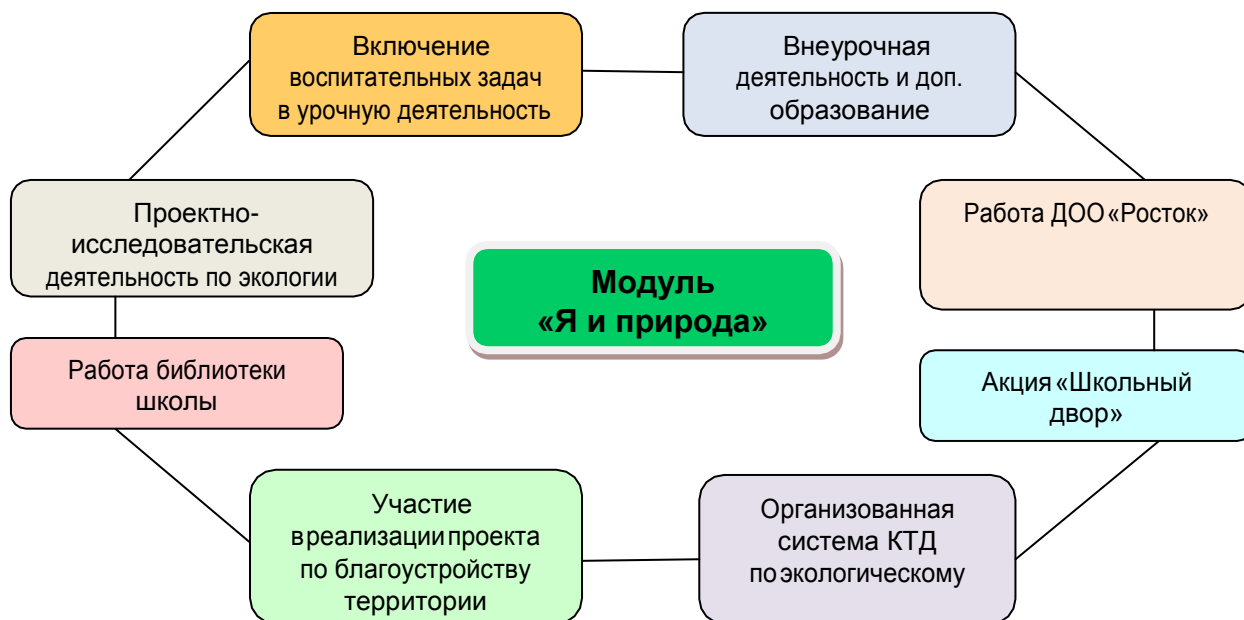 Включение
воспитательных задач
в урочную деятельность
Внеурочная
деятельность и доп.
образование
Проектно-
исследовательская
деятельность по экологии
Работа ДОО «Росток»
Модуль
«Я и природа»
Работа библиотеки
школы
Акция «Школьный
двор»
Участие
в реализации проекта
по благоустройству
территории
Организованная
система КТД
по экологическому